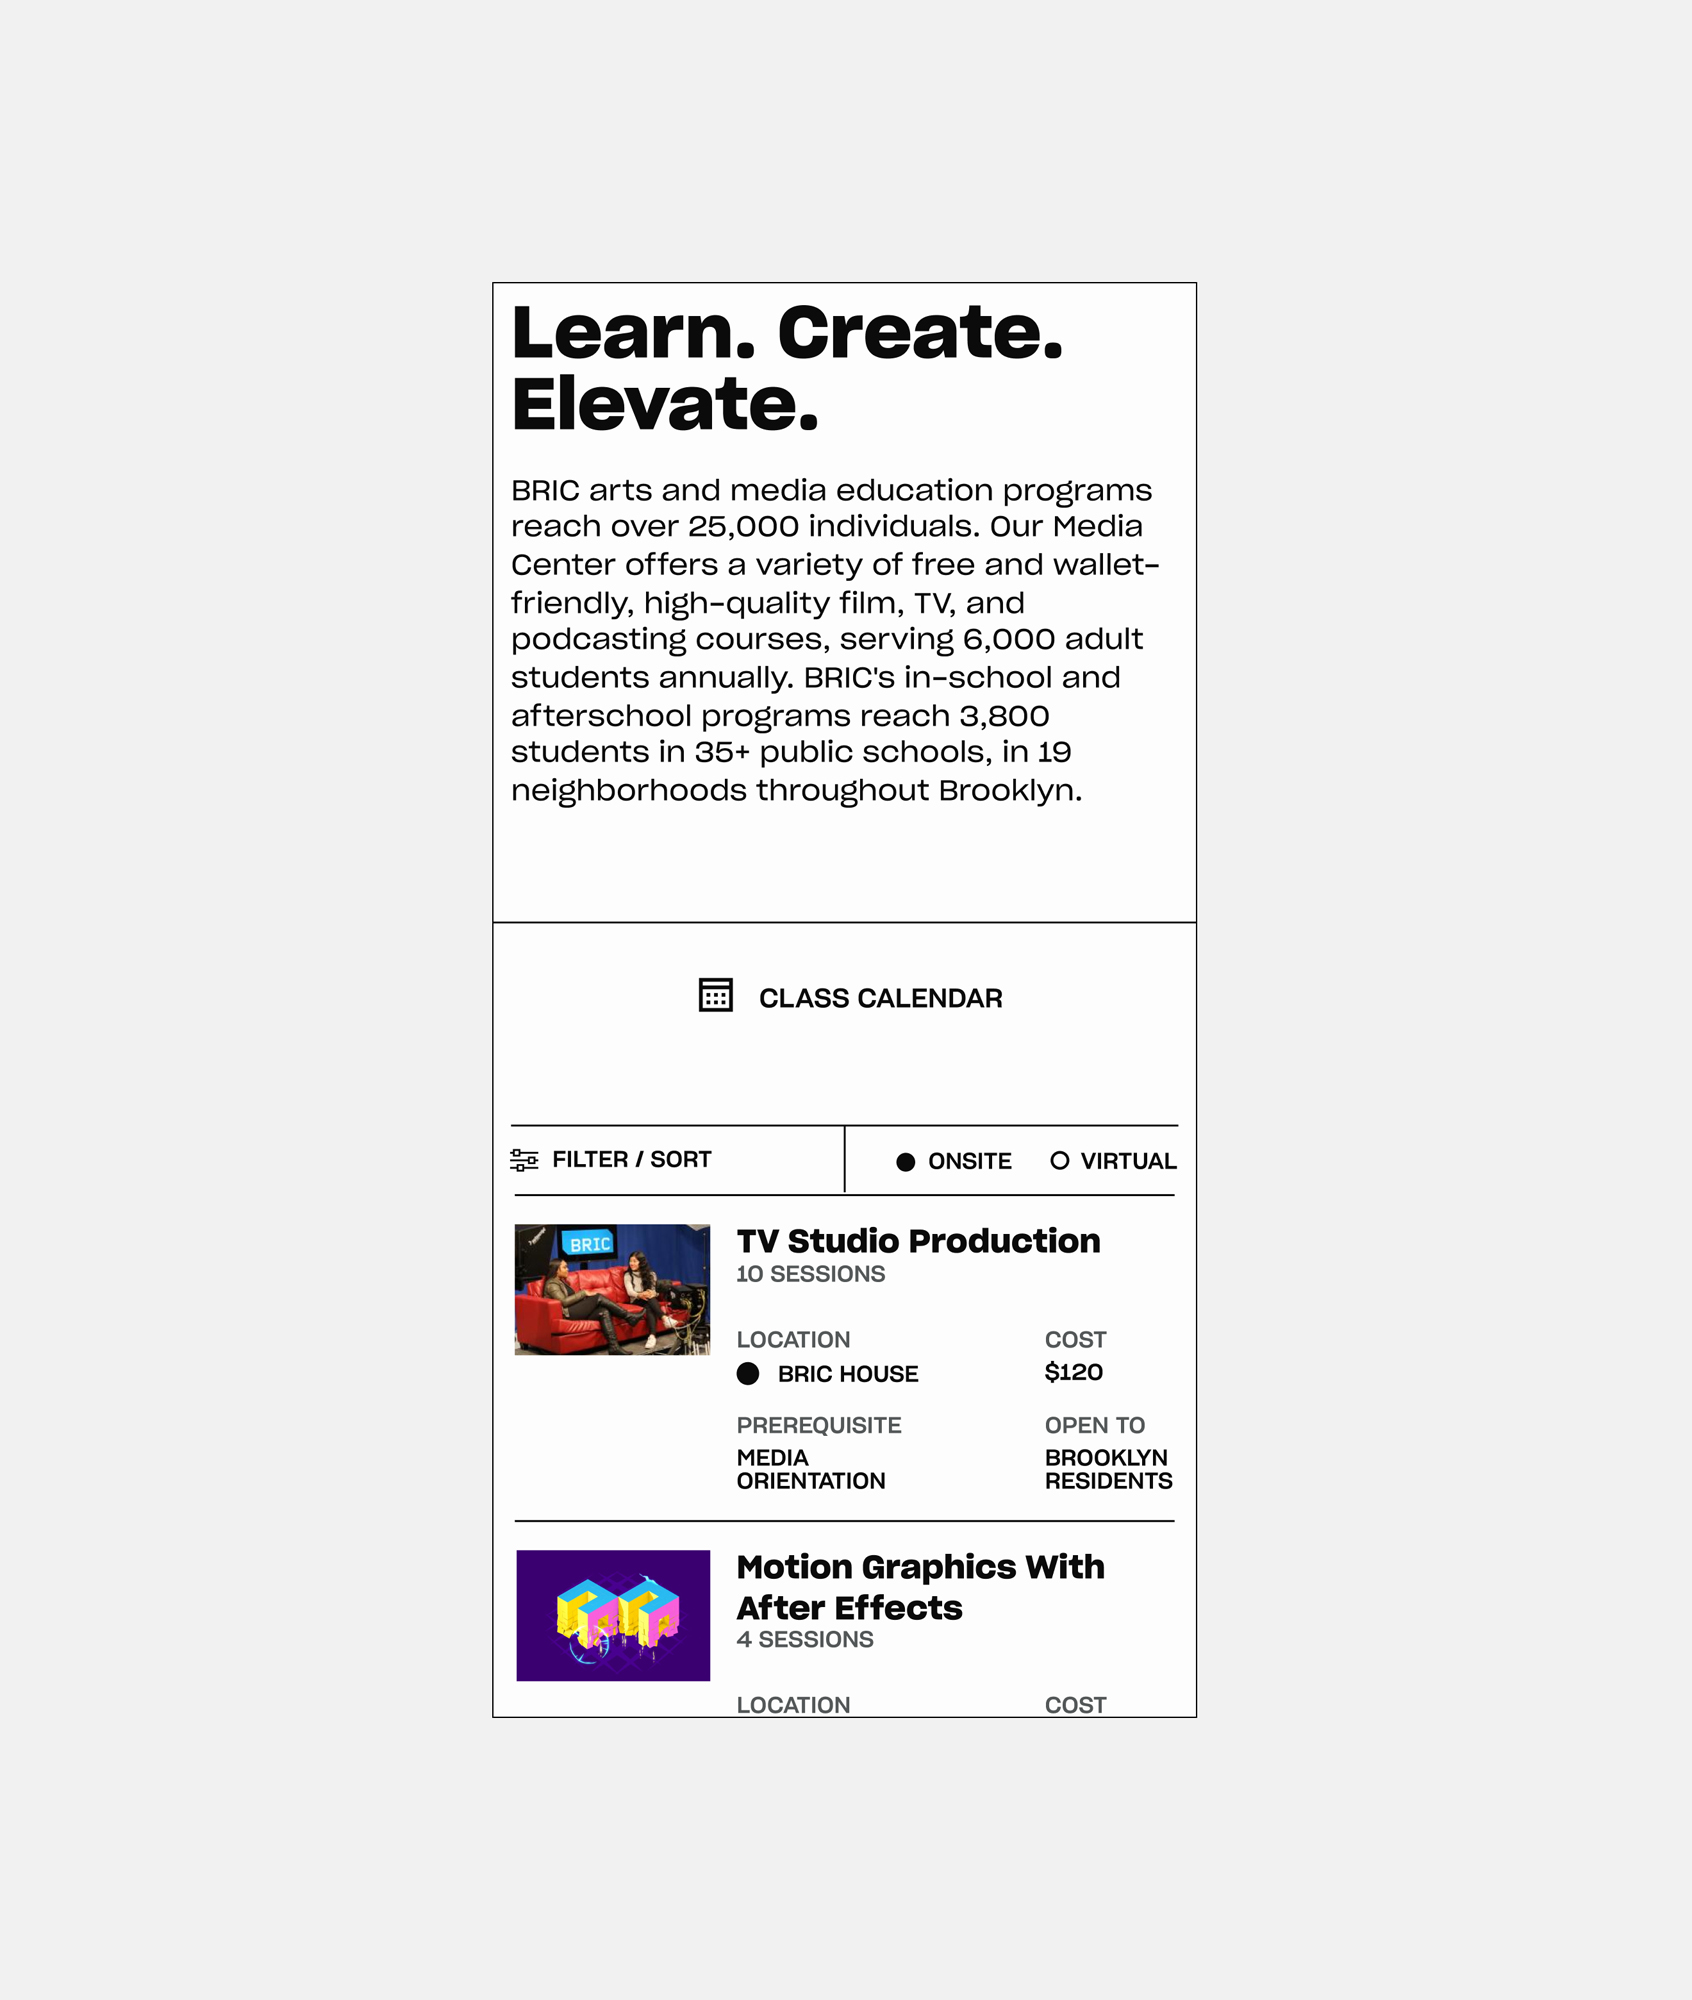 Learn. Create.
Elevate.
BRIC arts and media education programs
reach over 25,000 individuals. Our Media
Center offers a variety of free and wallet-
friendly, high-quality film, TV, and
podcasting courses, serving 6,000 adult
students annually. BRIC's in-school and
afterschool programs reach 3,800
students in 35+ public schools, in 19
neighborhoods throughout Brooklyn.
CLASS CALENDAR
FILTER / SORT
ONSITE
VIRTUAL
BRIC
TV Studio Production
10 SESSIONS
LOCATION
COST
BRIC HOUSE
$120
PREREQUISITE
OPEN TO
MEDIA
ORIENTATION
BROOKLYN
RESIDENTS
Motion Graphics With
After Effects
4 SESSIONS
LOCATION
COST